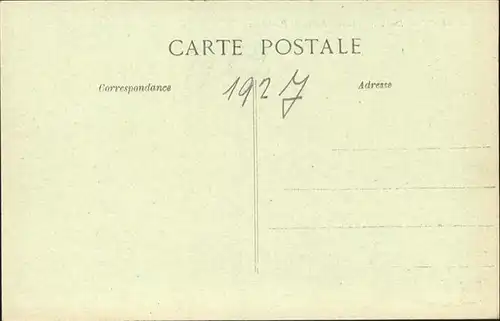 CARTE POSTALE
Correspondance
1927
Adresse